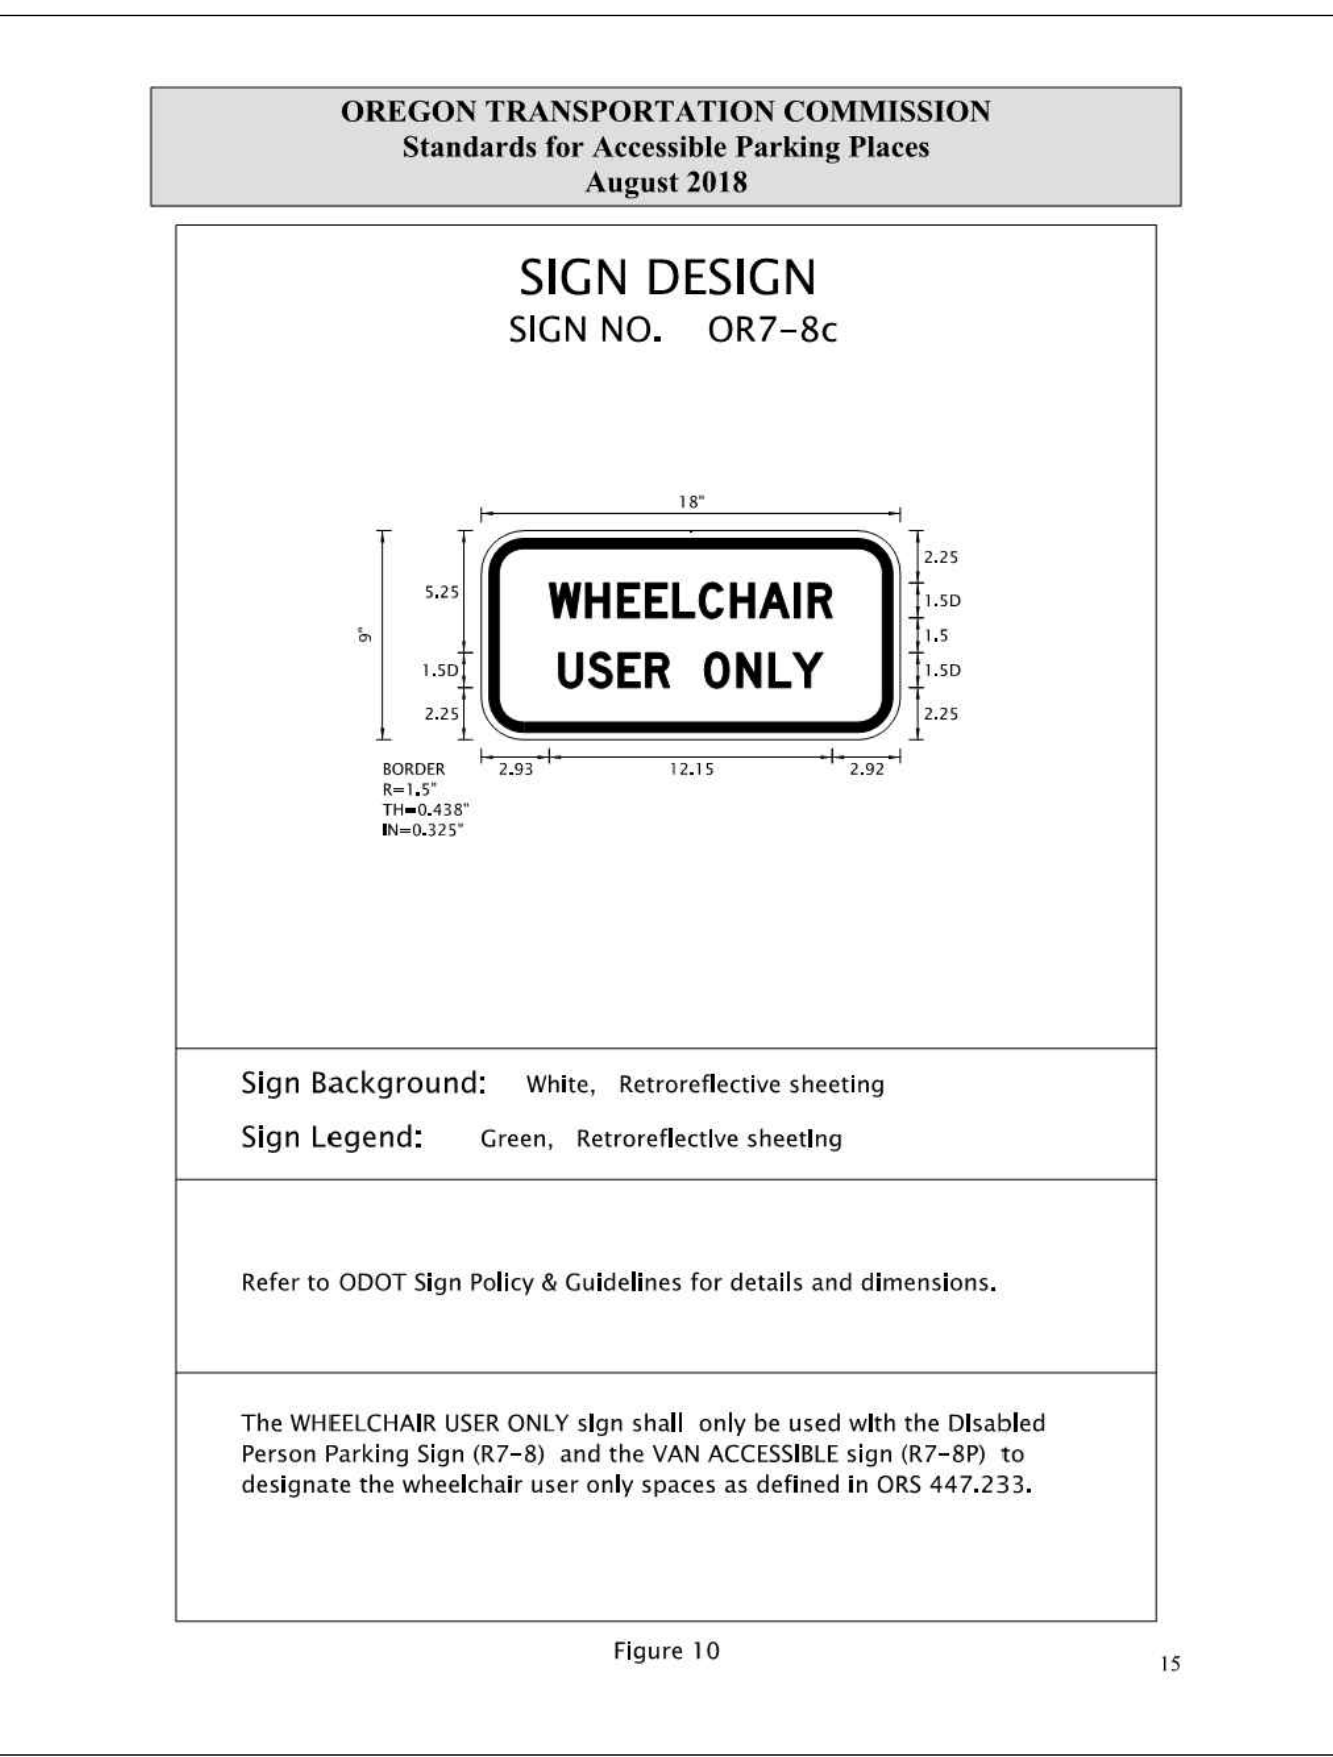 OREGON TRANSPORTATION COMMISSION
Standards for Accessible Parking Places
August 2018
SIGN DESIGN
SIGN NO. OR7-8c
18"
2.25
5.25
WHEELCHAIR
1.5D
9"
1.5
USER ONLY
1.5D
1.5D
2.25
2.25
2.93
12.15
2.92
BORDER
R=1.5"
TH=0.438"
IN=0.325"
Sign Background: White, Retroreflective sheeting
Sign Legend: Green, Retroreflective sheeting
Refer to ODOT Sign Policy & Guidelines for details and dimensions.
The WHEELCHAIR USER ONLY sign shall only be used with the Disabled
Person Parking Sign (R7-8) and the VAN ACCESSIBLE sign (R7-8P) to
designate the wheelchair user only spaces as defined in ORS 447.233.
Figure 10
15